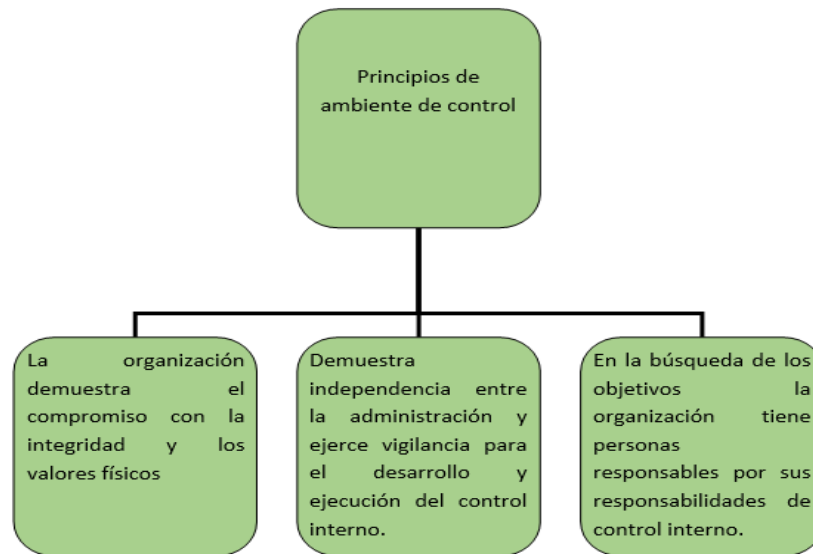 Principios de
ambiente de control
La organización
demuestra el
compromiso con la
integridad y los
valores físicos
Demuestra
independencia entre
la administración y
ejerce vigilancia para
el desarrollo y
ejecución del control
interno.
En la búsqueda de los
objetivos la
organización tiene
personas
responsables por sus
responsabilidades de
control interno.